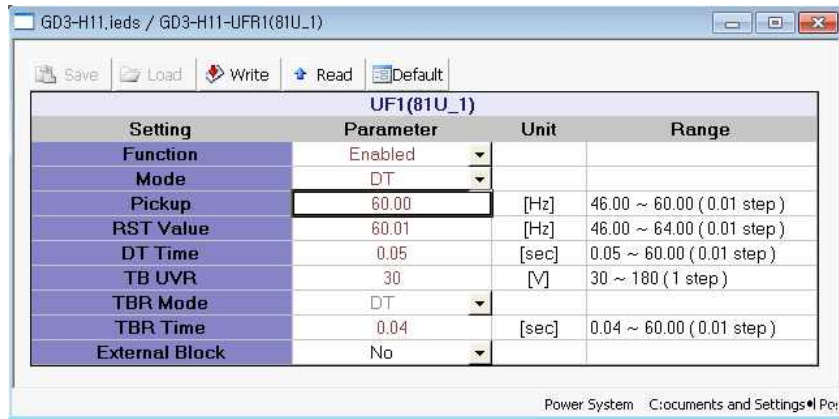 GD3-H11.ieds / GD3-H11-UFR1(81U_1)
Save Load Write Read Default
UF1(81U_1)
Setting Parameter Unit Range
Function Enabled
Mode DT
Pickup 60.00 [Hz] 46.00 ~ 60.00 ( 0.01 step )
RST Value 60.01 [Hz] 46.00 ~ 64.00 ( 0.01 step )
DT Time 0.05 [sec] 0.05 ~ 60.00 ( 0.01 step )
TB UVR 30 [V] 30 ~ 180 ( 1 step )
TBR Mode DT
TBR Time 0.04 [sec] 0.04 ~ 60.00 ( 0.01 step )
External Block No
Power System C:ocuments and Settings